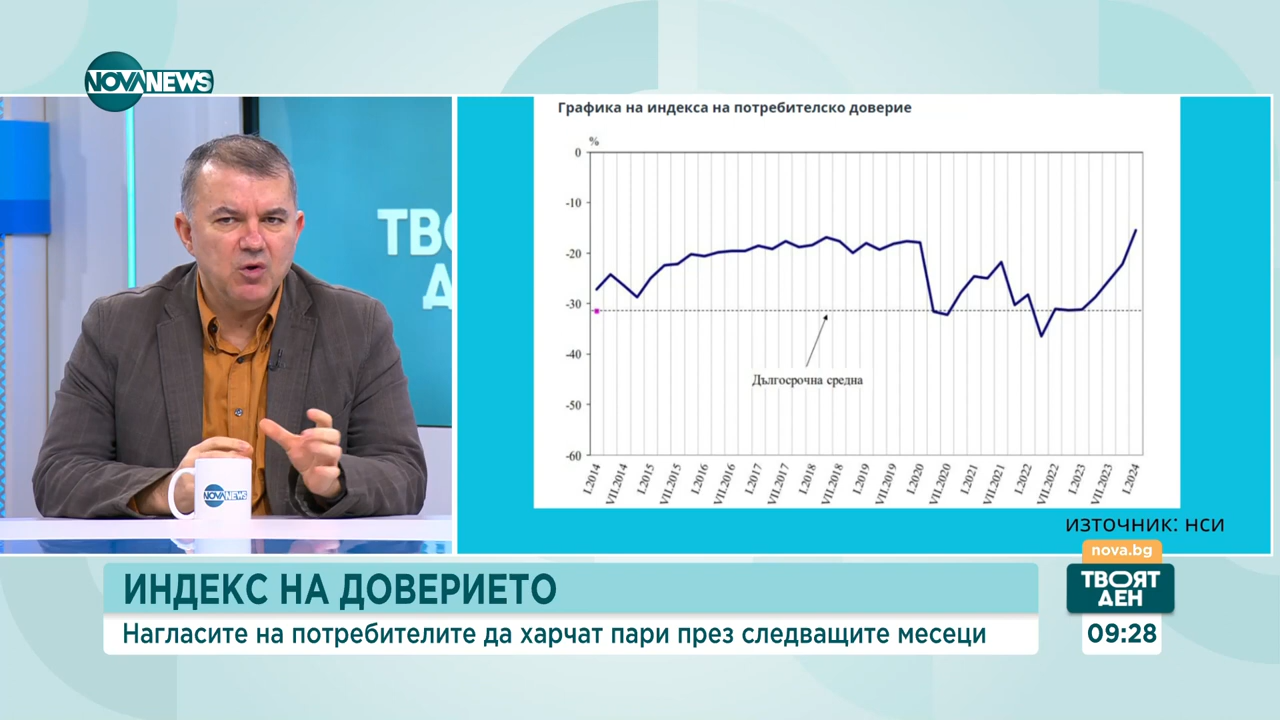 NOVANEWS
ТВО
Д
NOVANEWS
Графика на индекса на потребителско доверие
%
0
-10
-20
-30
-40
-50
-60
Дългосрочна средна
I.2014
VII.2014
I.2015
VII.2015
I.2016
VII.2016
I.2017
VII.2017
I.2018
VII.2018
I.2019
VII.2019
I.2020
VII.2020
I.2021
VII.2021
I.2022
VII.2022
I.2023
VII.2023
I.2024
източник: нси
nova.bg
ТВОЯТ
ДЕН
09:28
ИНДЕКС НА ДОВЕРИЕТО
Нагласите на потребителите да харчат пари през следващите месеци